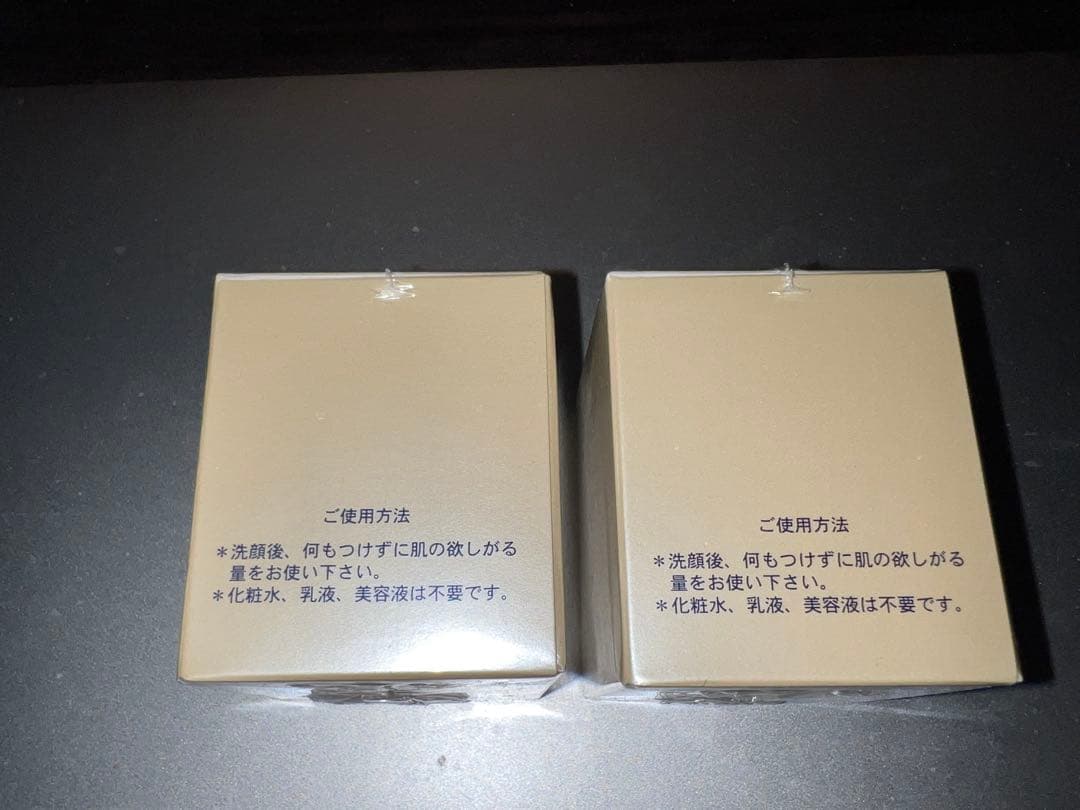 ご使用方法
＊洗顔後、何もつけずに肌の欲しがる
量をお使い下さい。
＊化粧水、乳液、美容液は不要です。
ご使用方法
＊洗顔後、何もつけずに肌の欲しがる
量をお使い下さい。
＊化粧水、乳液、美容液は不要です。